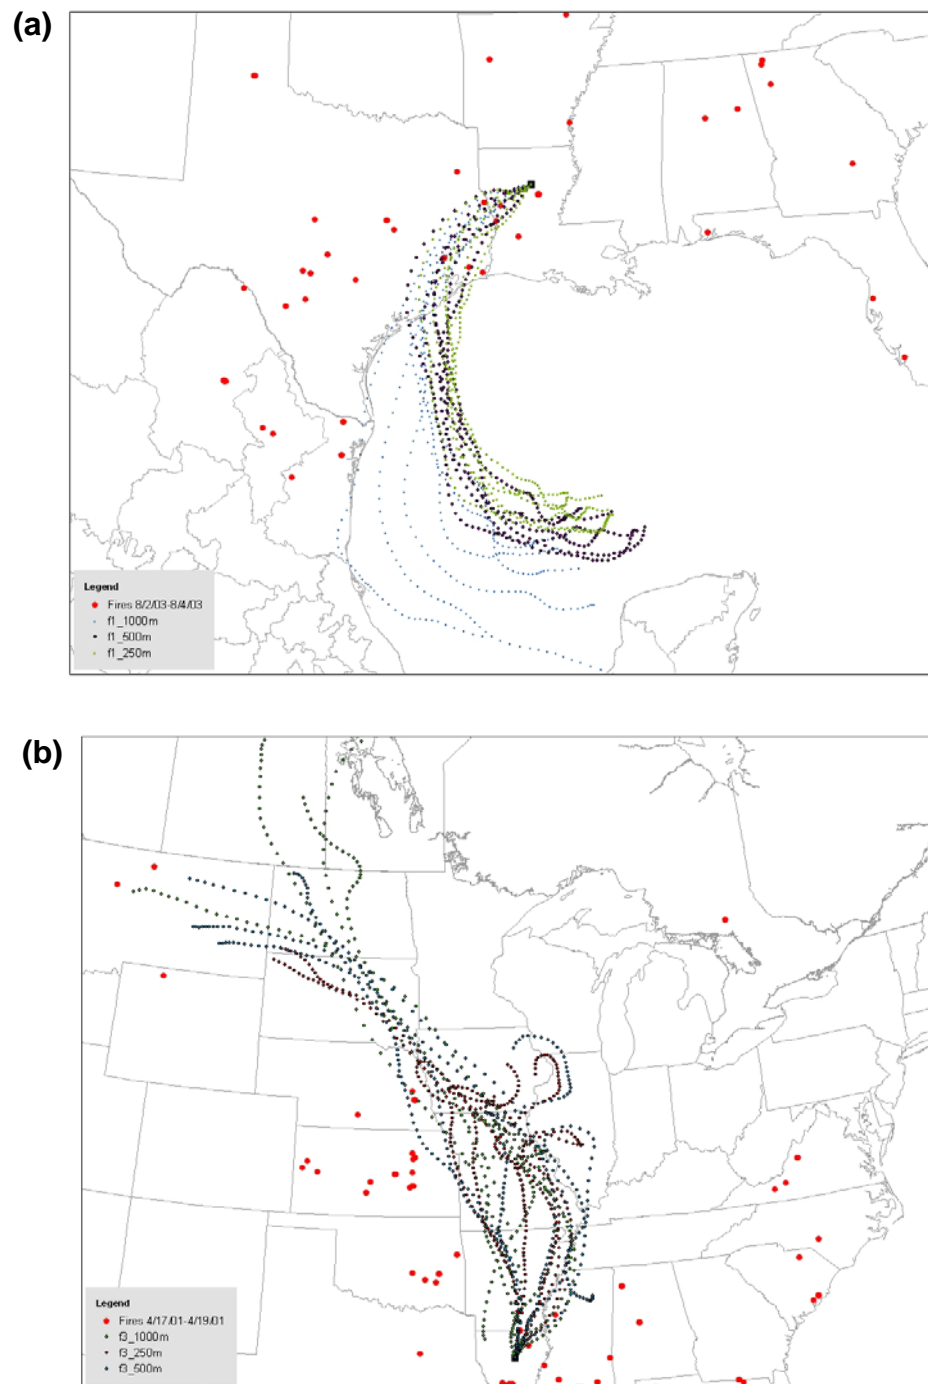 (a)
Legend
Fires 8/2/03-8/4/03
f1_1000m
f1_500m
f1_250m
(b)
Legend
Fires 4/17/01-4/19/01
f3_1000m
f3_250m
f3_500m